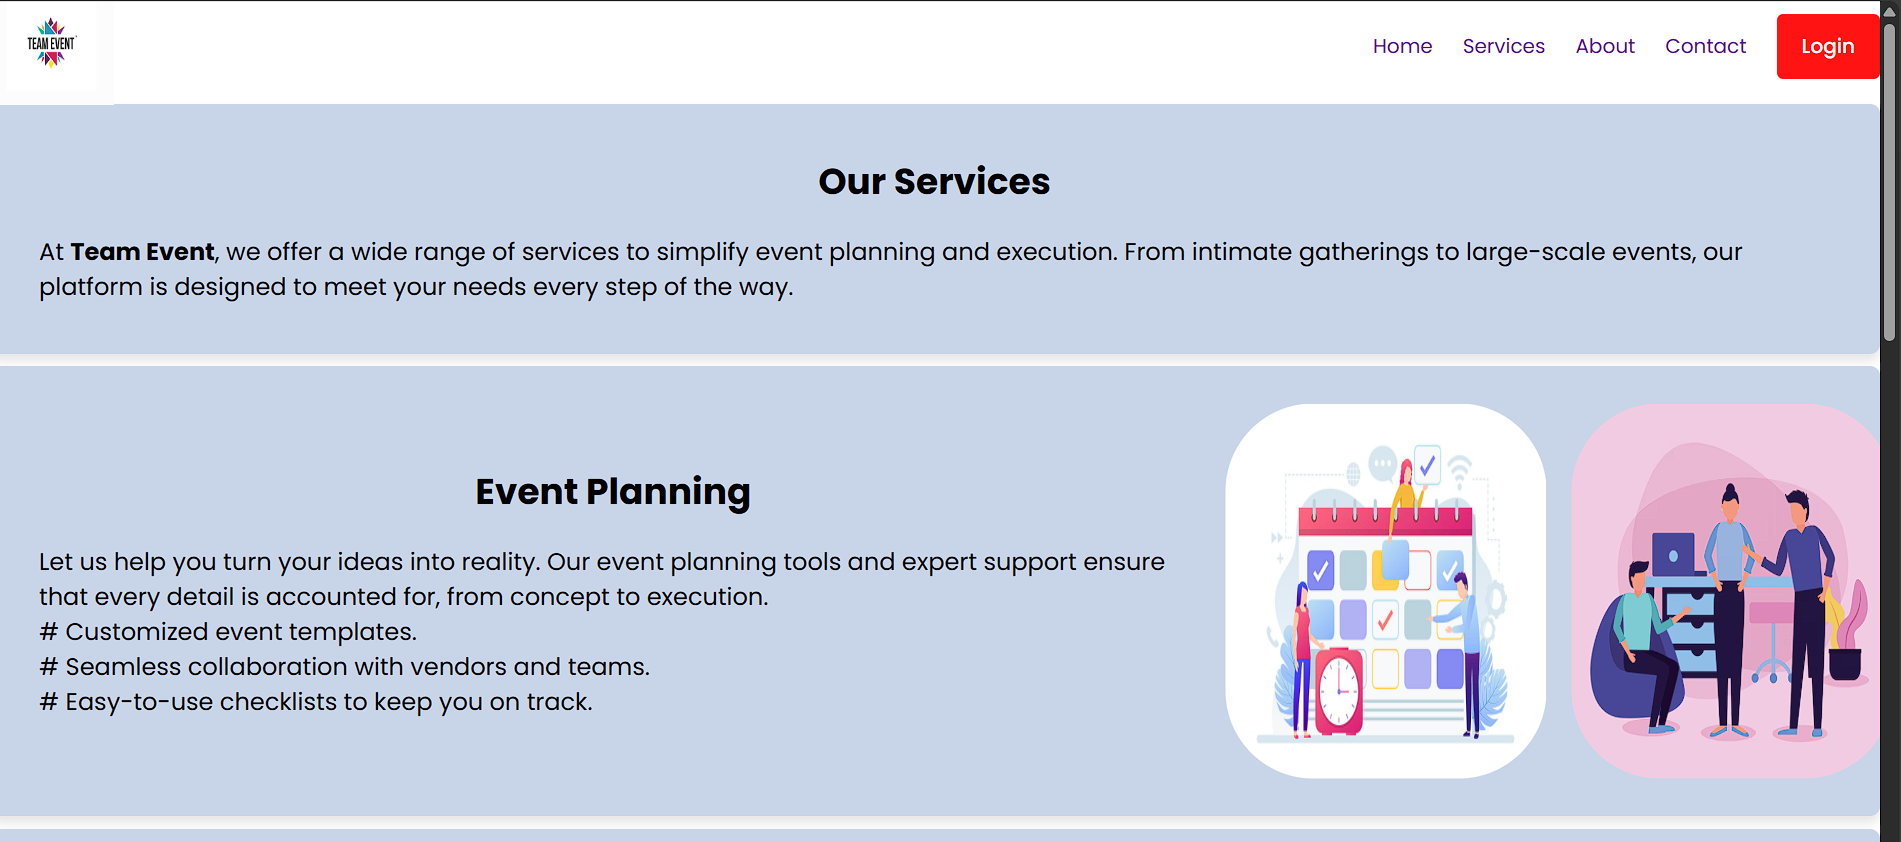 TEAM EVENT
Home Services About Contact Login
Our Services
At Team Event, we offer a wide range of services to simplify event planning and execution. From intimate gatherings to large-scale events, our
platform is designed to meet your needs every step of the way.
Event Planning
Let us help you turn your ideas into reality. Our event planning tools and expert support ensure
that every detail is accounted for, from concept to execution.
# Customized event templates.
# Seamless collaboration with vendors and teams.
# Easy-to-use checklists to keep you on track.